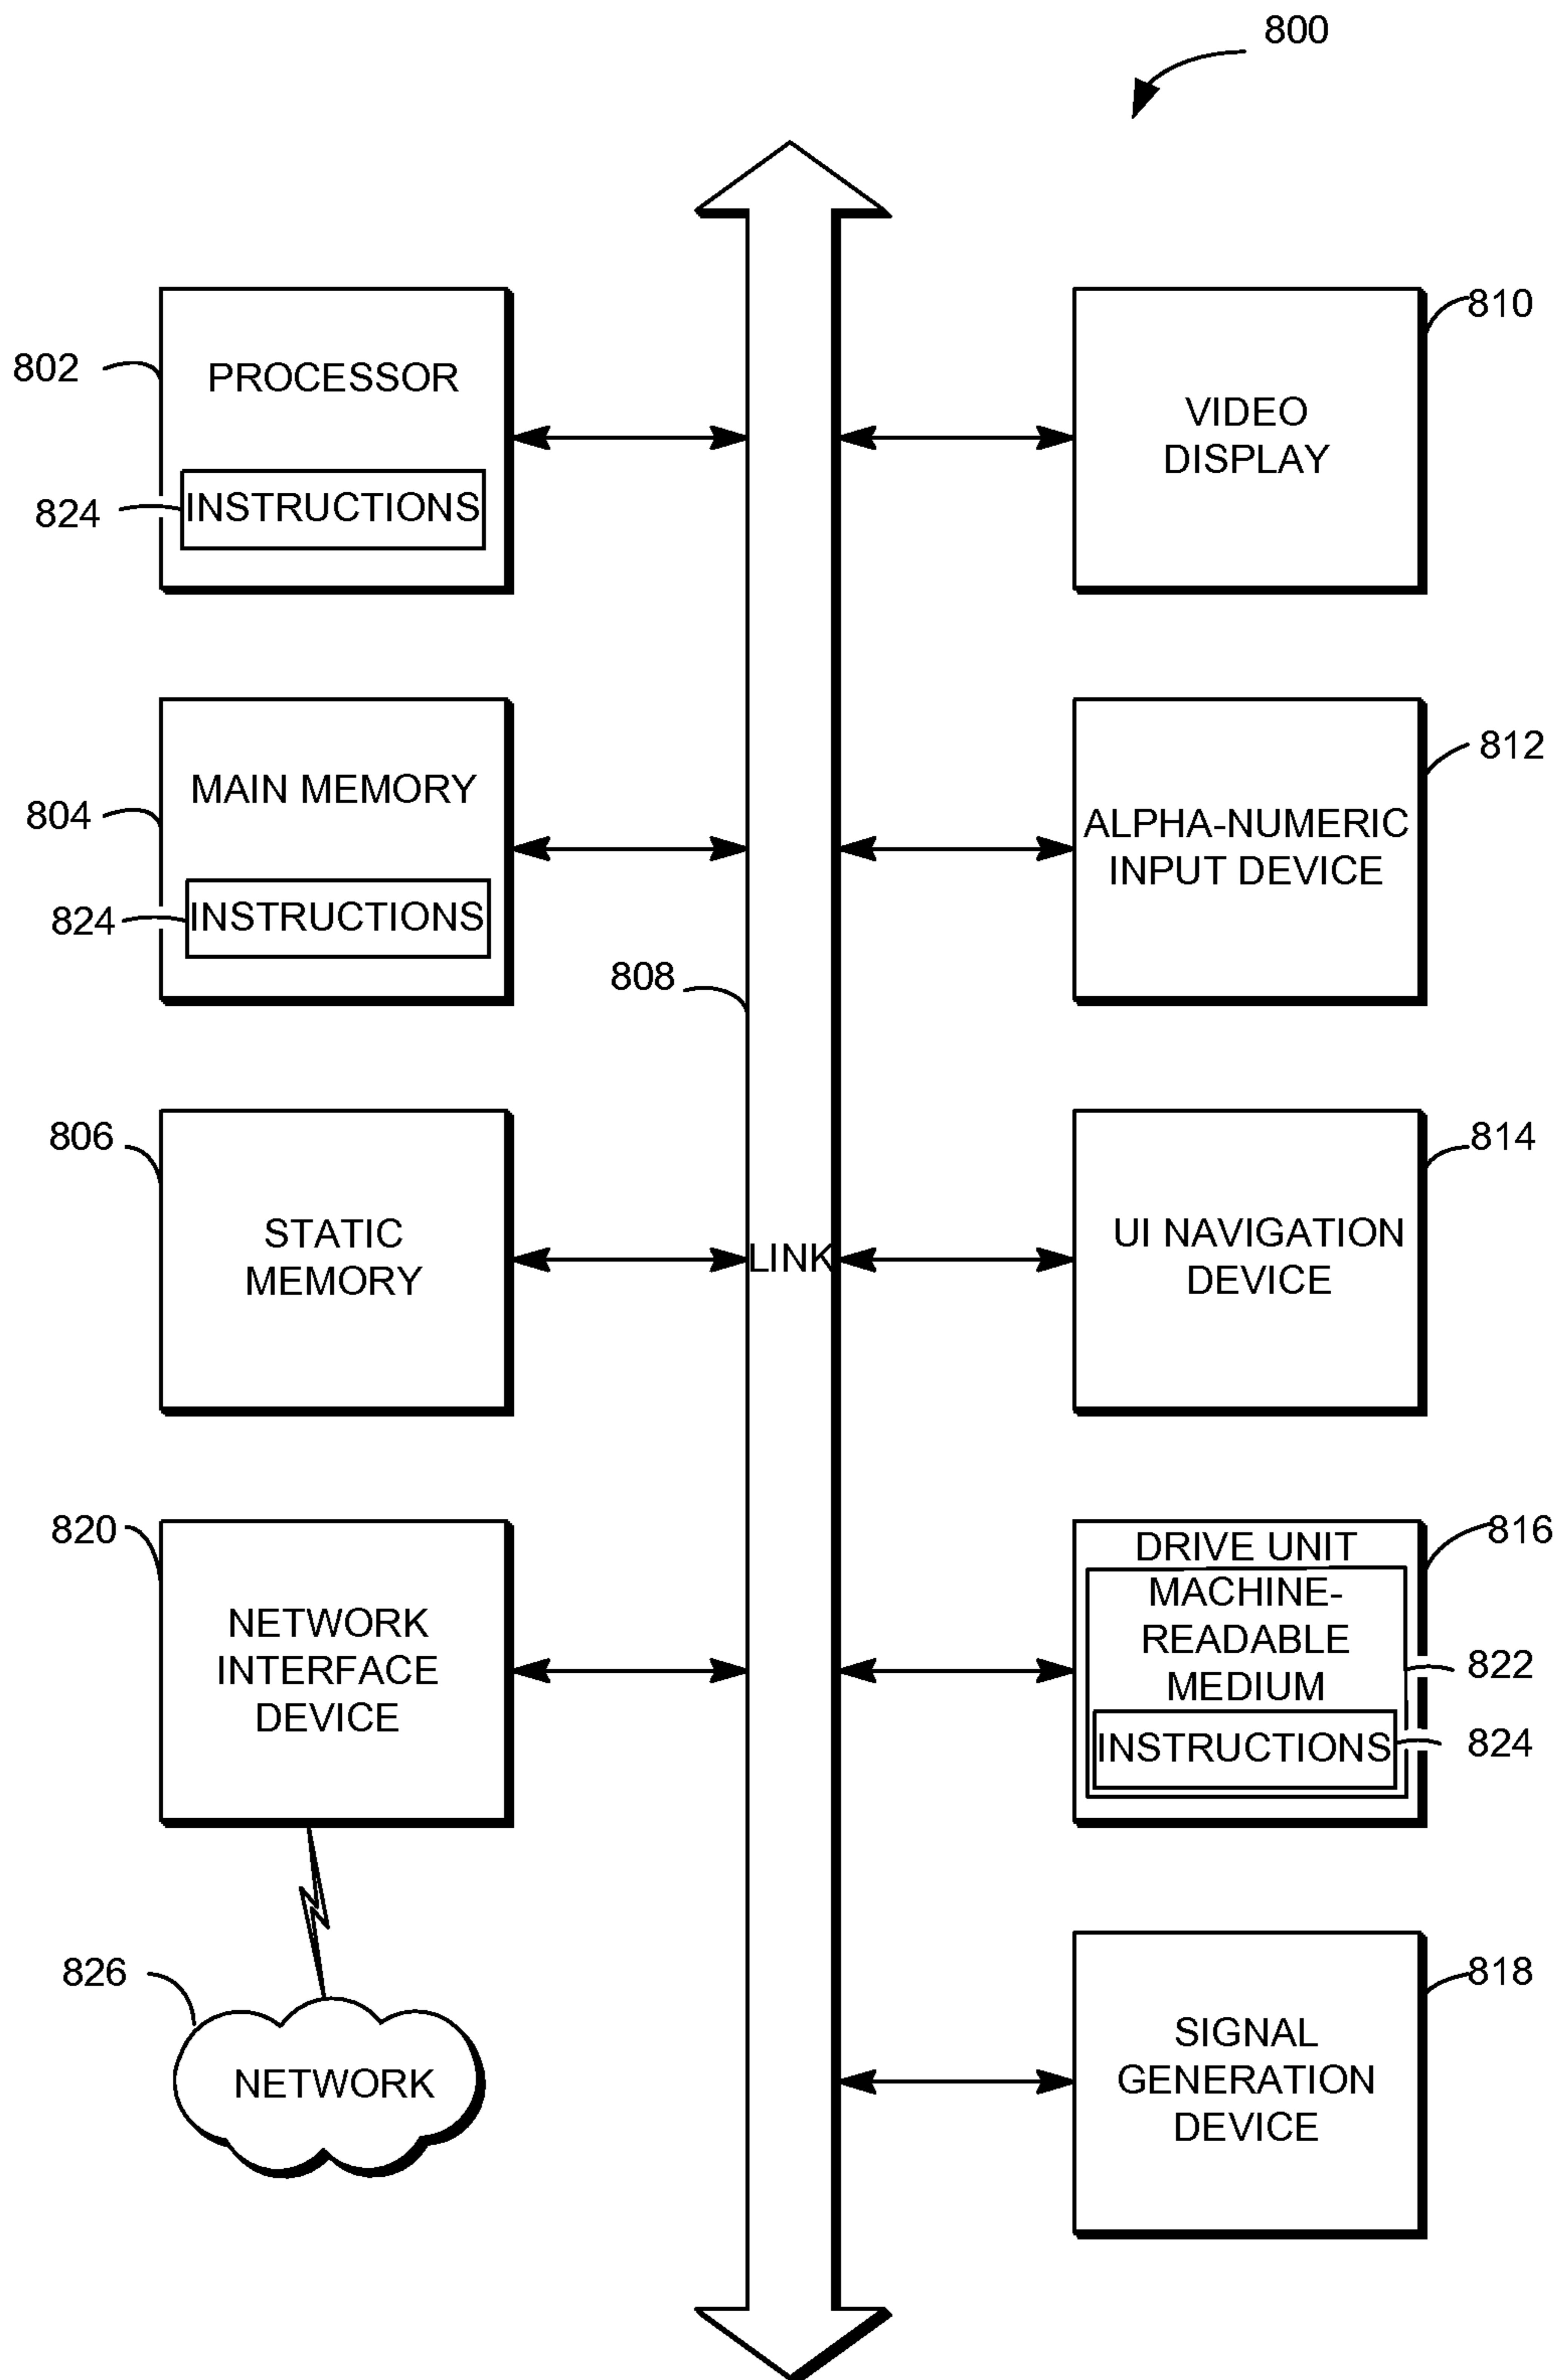 800
802
PROCESSOR
824
INSTRUCTIONS
810
VIDEO
DISPLAY
804
MAIN MEMORY
824
INSTRUCTIONS
812
ALPHA-NUMERIC
INPUT DEVICE
808
LINK
806
STATIC
MEMORY
814
UI NAVIGATION
DEVICE
820
NETWORK
INTERFACE
DEVICE
816
DRIVE UNIT
MACHINE-
READABLE
MEDIUM
822
INSTRUCTIONS
824
826
NETWORK
818
SIGNAL
GENERATION
DEVICE